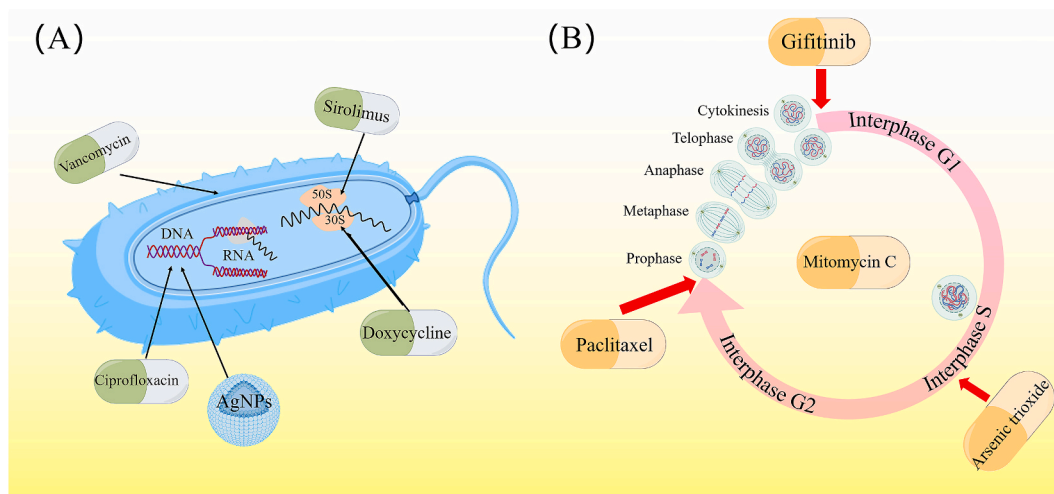 (A)
Vancomycin
Sirolimus
50S
30S
DNA
RNA
Ciprofloxacin
AgNPs
Doxycycline
(B)
Gifitinib
Cytokinesis
Telophase
Anaphase
Metaphase
Prophase
Interphase G1
Mitomycin C
Interphase S
Interphase G2
Paclitaxel
Arsenic trioxide